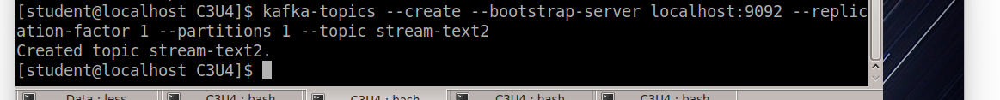 [student@localhost C3U4]$ kafka-topics --create --bootstrap-server localhost:9092 --replic
ation-factor 1 --partitions 1 --topic stream-text2
Created topic stream-text2.
[student@localhost C3U4]$
Data : less C3U4 : bash C3U4 : bash C3U4 : bash C3U4 : bash